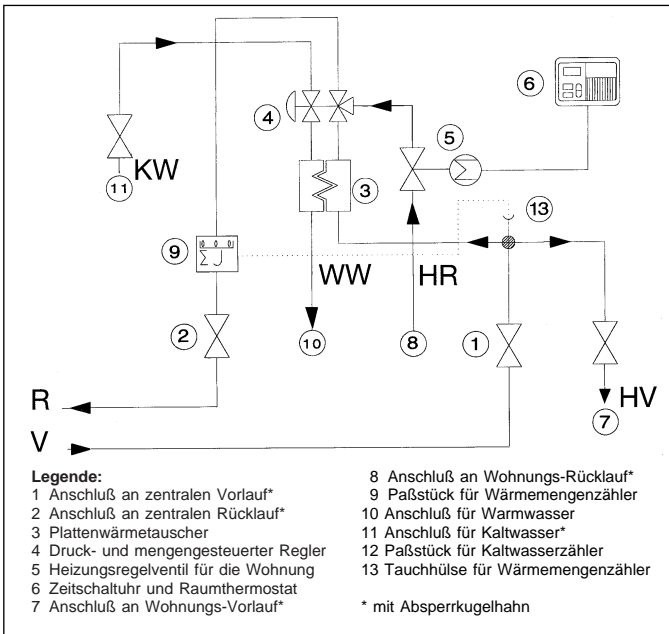 6
4
5
KW
11
3
13
9
WW
HR
2
10
8
1
R
HV
7
V
Legende:
1 Anschluß an zentralen Vorlauf*
2 Anschluß an zentralen Rücklauf*
3 Plattenwärmetauscher
4 Druck- und mengengesteuerter Regler
5 Heizungsregelventil für die Wohnung
6 Zeitschaltuhr und Raumthermostat
7 Anschluß an Wohnungs-Vorlauf*
8 Anschluß an Wohnungs-Rücklauf*
9 Paßstück für Wärmemengenzähler
10 Anschluß für Warmwasser
11 Anschluß für Kaltwasser*
12 Paßstück für Kaltwasserzähler
13 Tauchhülse für Wärmemengenzähler
* mit Absperrkugelhahn